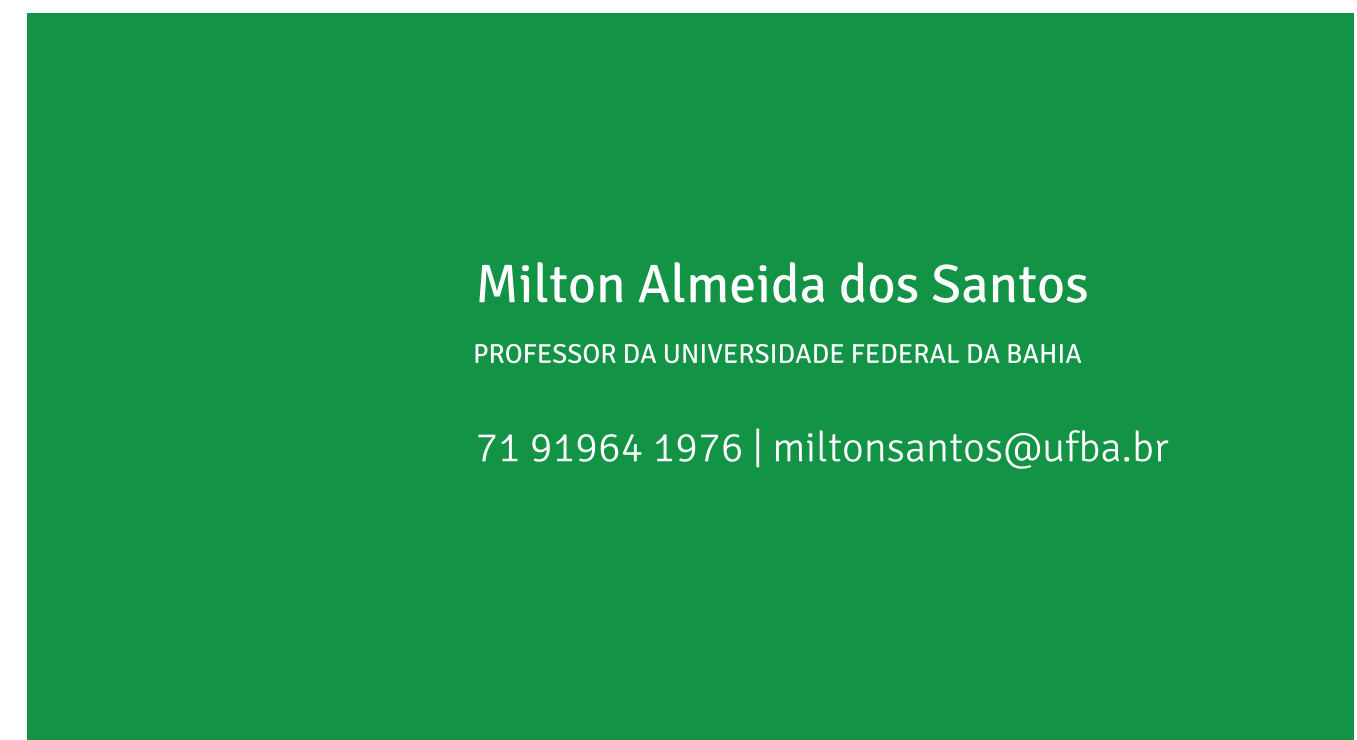 Milton Almeida dos Santos
PROFESSOR DA UNIVERSIDADE FEDERAL DA BAHIA
71 91964 1976 | miltonsantos@ufba.br